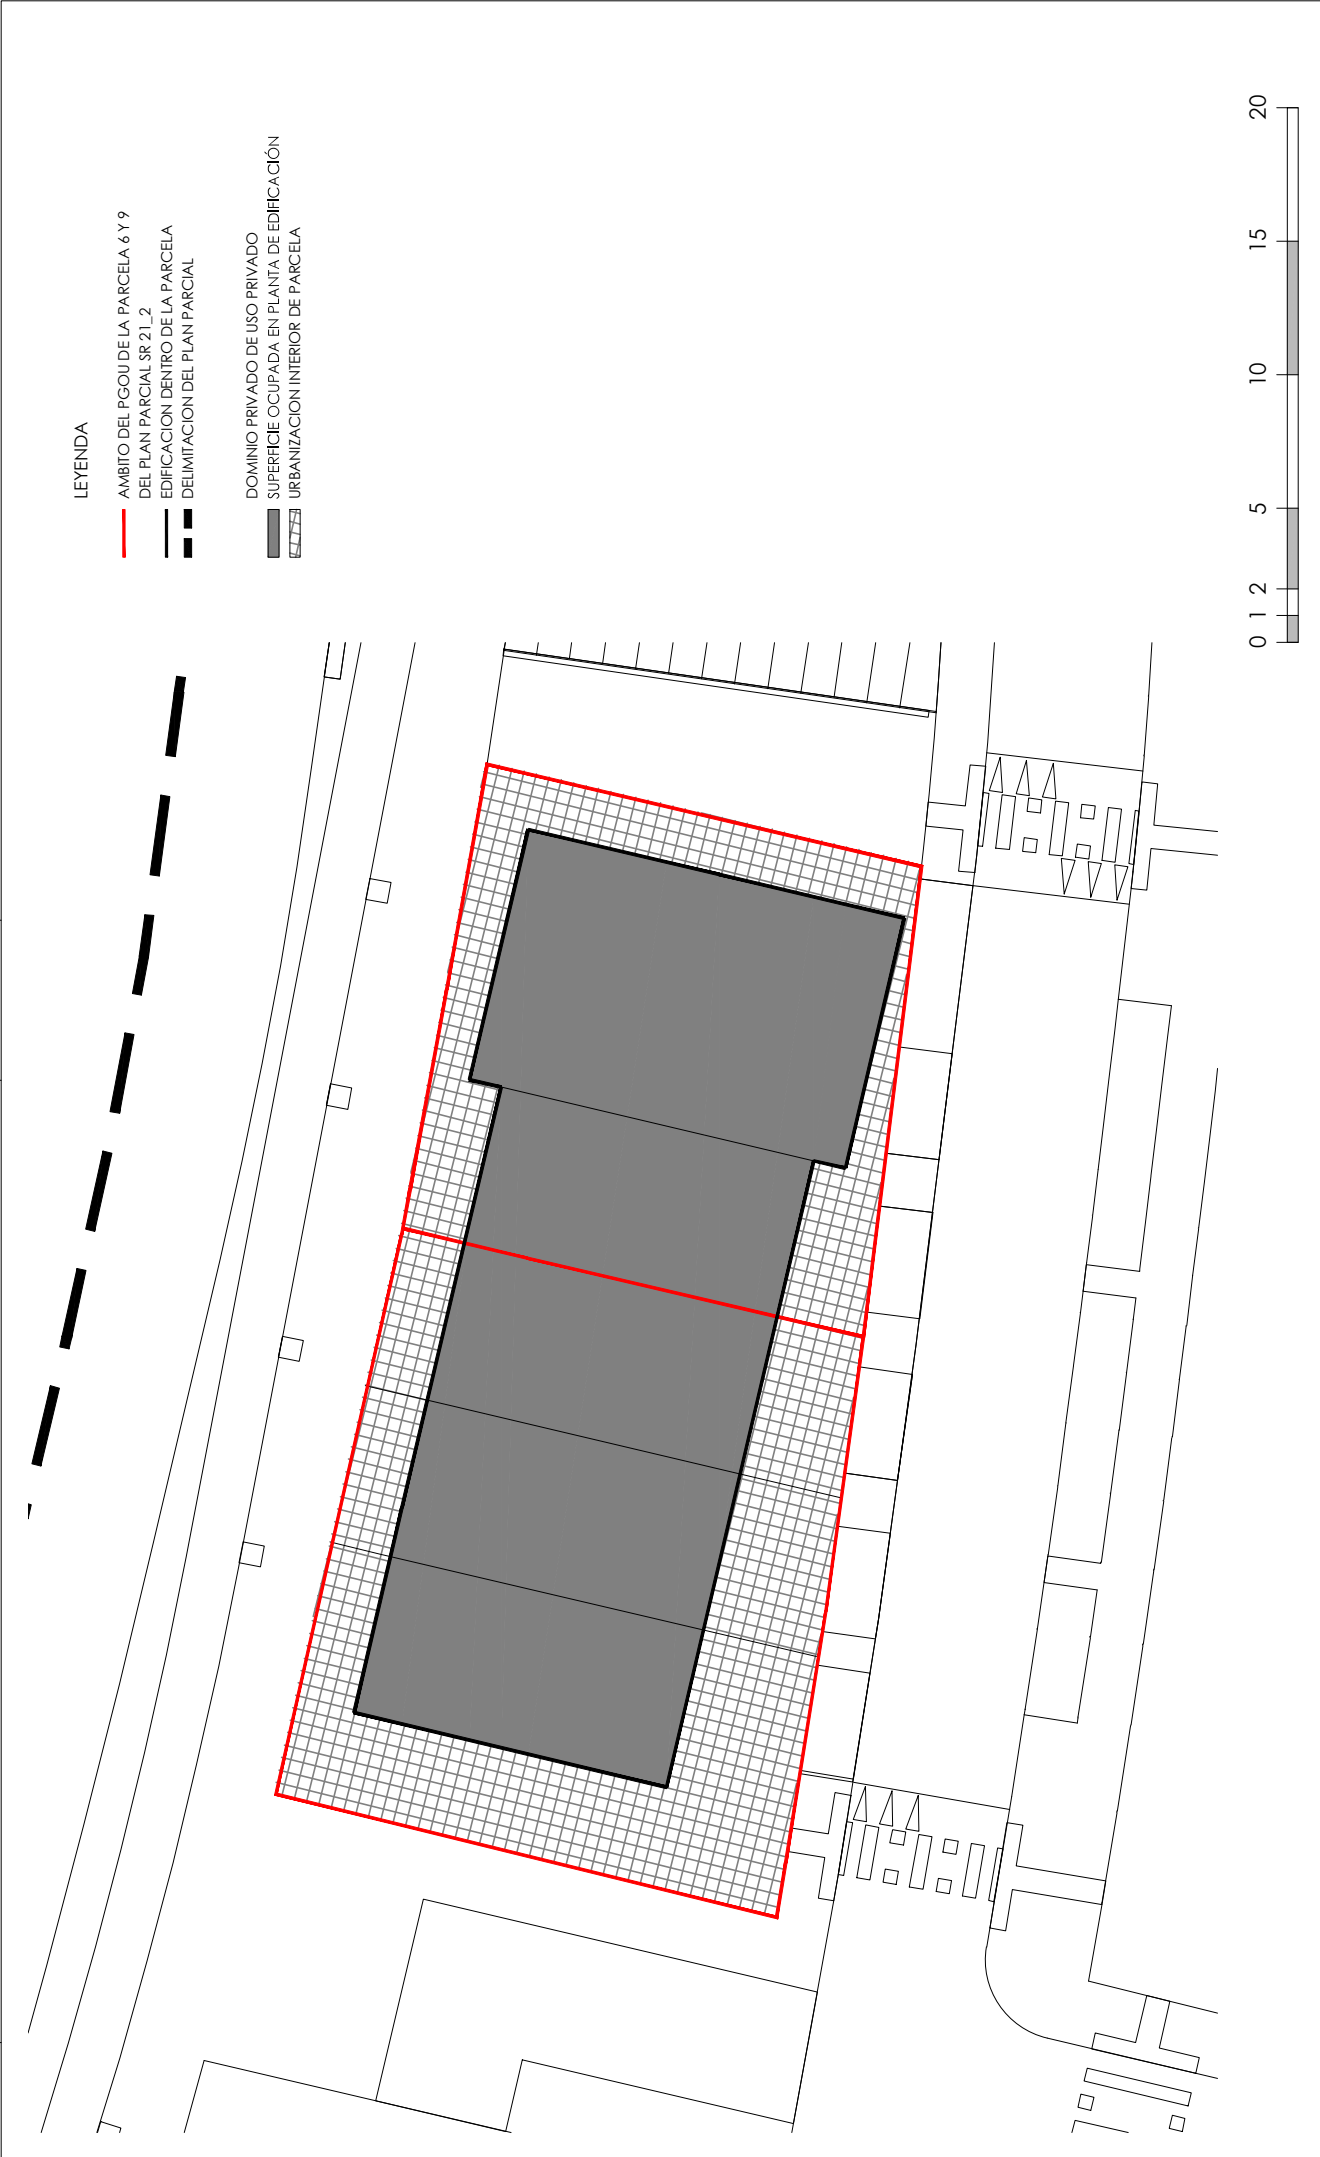 LEYENDA
AMBITO DEL PGOU DE LA PARCELA 6 Y 9
DEL PLAN PARCIAL SR 21_2
EDIFICACION DENTRO DE LA PARCELA
DELIMITACION DEL PLAN PARCIAL
DOMINIO PRIVADO DE USO PRIVADO
SUPERFICIE OCUPADA EN PLANTA DE EDIFICACIÓN
URBANIZACION INTERIOR DE PARCELA
0 1 2 5 10 15 20